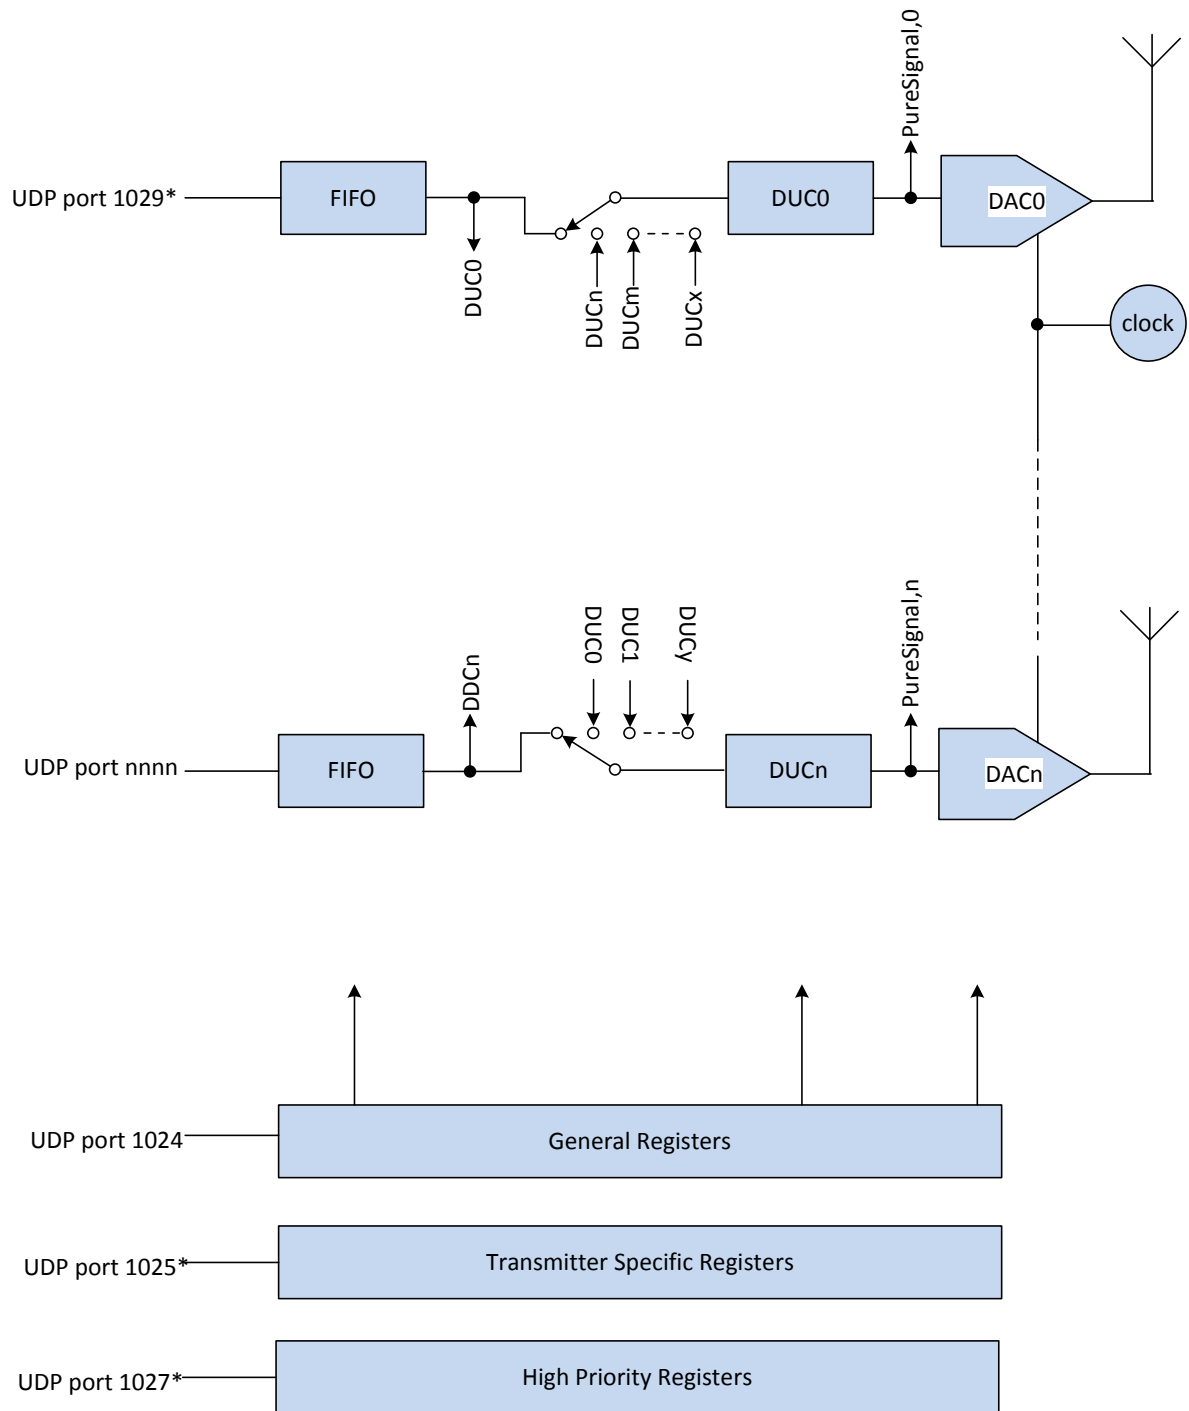 PureSignal,0
UDP port 1029*
FIFO
DUC0
DAC0
DUC0
DUCn
DUCm
DUCx
clock
DUC0
DUC1
DUCy
DDCn
PureSignal,n
UDP port nnnn
FIFO
DUCn
DACn
UDP port 1024
General Registers
UDP port 1025*
Transmitter Specific Registers
UDP port 1027*
High Priority Registers